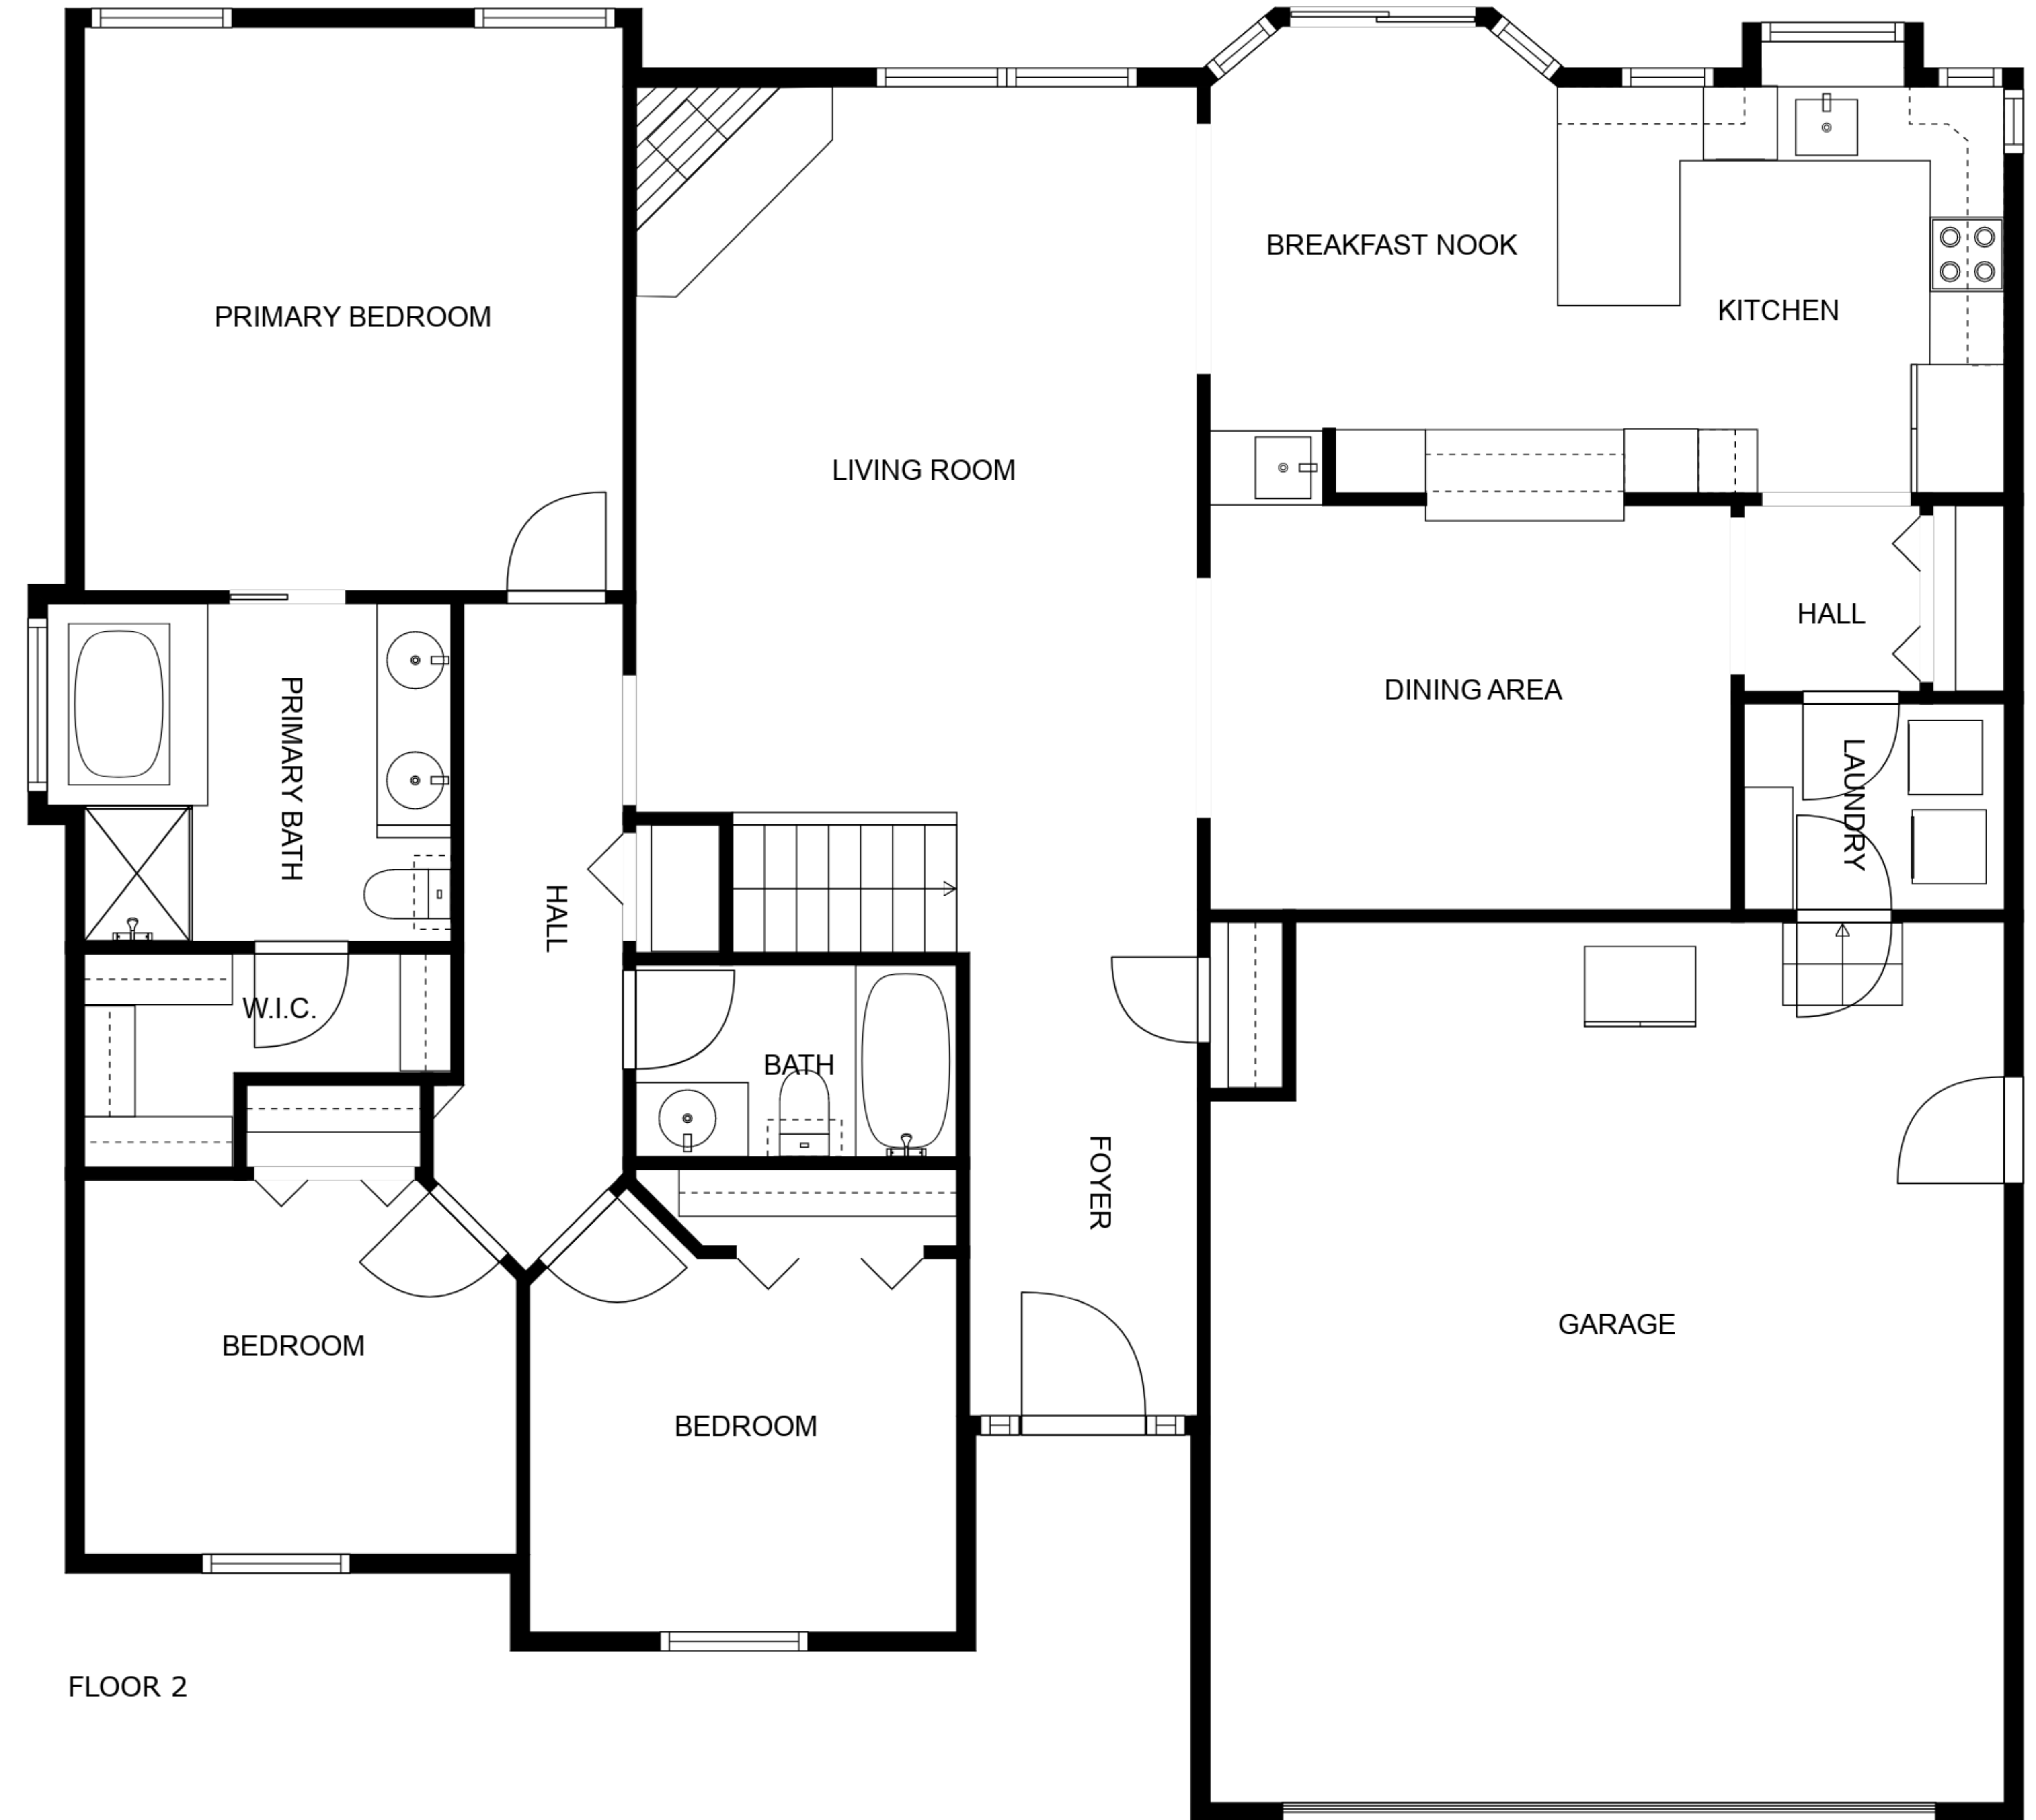 BREAKFAST NOOK
KITCHEN
PRIMARY BEDROOM
LIVING ROOM
HALL
DINING AREA
PRIMARY BATH
LAUNDRY
HALL
W.I.C.
BATH
FOYER
GARAGE
BEDROOM
BEDROOM
FLOOR 2